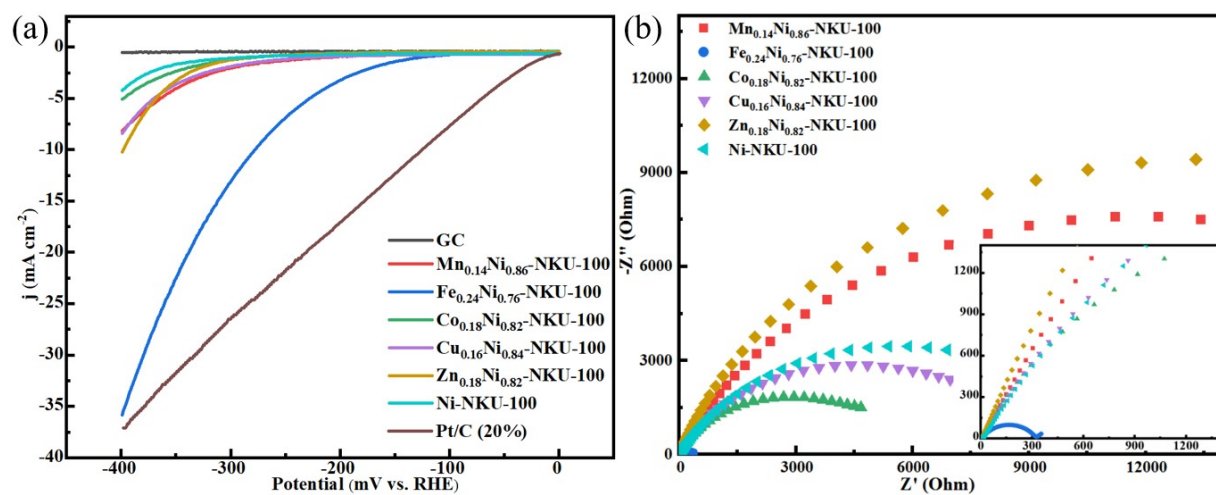 (a)
j (mA cm⁻²)
0
-5
-10
-15
-20
-25
-30
-35
-40
-400
-300
-200
-100
0
Potential (mV vs. RHE)
GC
Mn₀.₁₄Ni₀.₈₆-NKU-100
Fe₀.₂₄Ni₀.₇₆-NKU-100
Co₀.₁₈Ni₀.₈₂-NKU-100
Cu₀.₁₆Ni₀.₈₄-NKU-100
Zn₀.₁₈Ni₀.₈₂-NKU-100
Ni-NKU-100
Pt/C (20%)
(b)
-Z'' (Ohm)
12000
9000
6000
3000
0
0
3000
6000
9000
12000
Z' (Ohm)
Mn₀.₁₄Ni₀.₈₆-NKU-100
Fe₀.₂₄Ni₀.₇₆-NKU-100
Co₀.₁₈Ni₀.₈₂-NKU-100
Cu₀.₁₆Ni₀.₈₄-NKU-100
Zn₀.₁₈Ni₀.₈₂-NKU-100
Ni-NKU-100
1200
900
600
300
0
0
300
600
900
1200